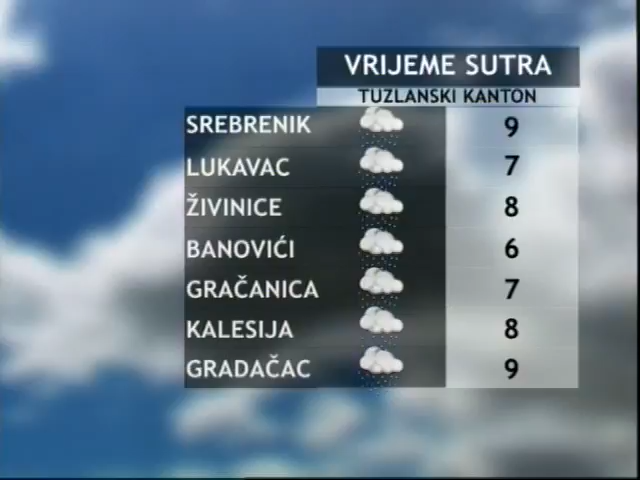 VRIJEME SUTRA
TUZLANSKI KANTON
SREBRENIK 9
LUKAVAC 7
ŽIVINICE 8
BANOVIĆI 6
GRAČANICA 7
KALESIJA 8
GRADAČAC 9